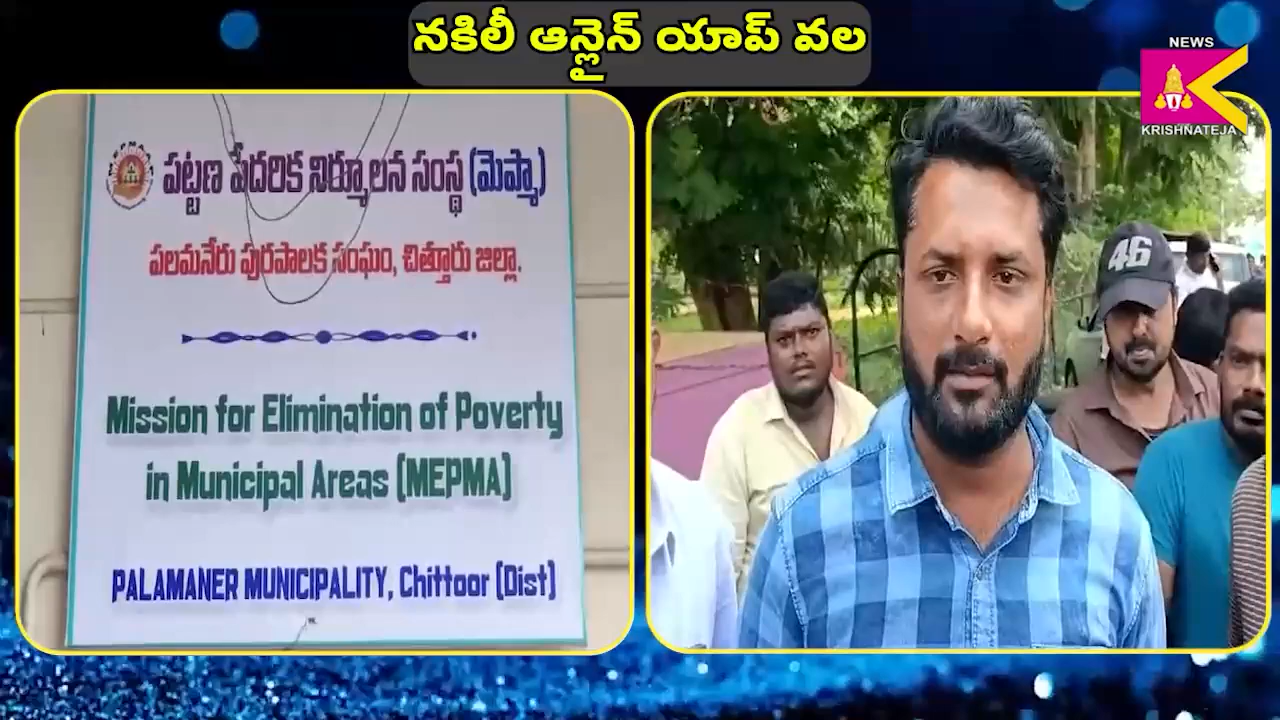 నకిలీ ఆన్లైన్ యాప్ వల
NEWS
KRISHNATEJA
పట్టణ పేదరిక నిర్మూలన సంస్థ (మెప్మా)
పలమనేరు పురపాలక సంఘం, చిత్తూరు జిల్లా.
Mission for Elimination of Poverty
in Municipal Areas (MEPMA)
PALAMANER MUNICIPALITY, Chittoor (Dist)
46